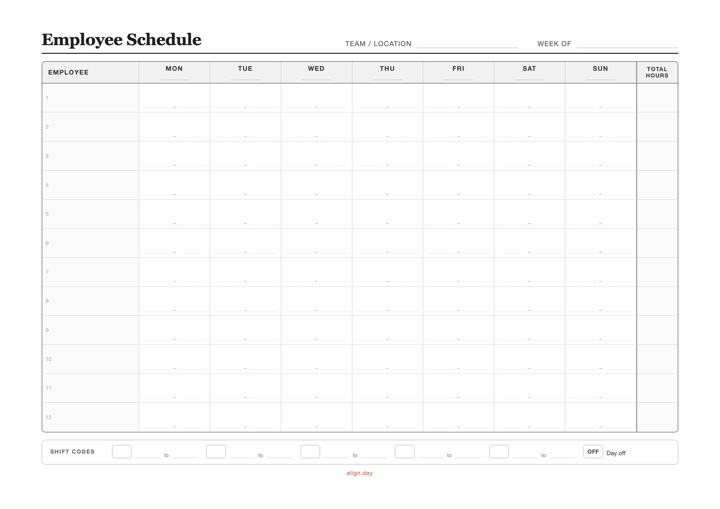 Employee Schedule
TEAM / LOCATION
WEEK OF
EMPLOYEE MON TUE WED THU FRI SAT SUN TOTAL HOURS
1 – – – – – – –
2 – – – – – – –
3 – – – – – – –
4 – – – – – – –
5 – – – – – – –
6 – – – – – – –
7 – – – – – – –
8 – – – – – – –
9 – – – – – – –
10 – – – – – – –
11 – – – – – – –
12 – – – – – – –
SHIFT CODES to to to to to OFF Day off
align.day